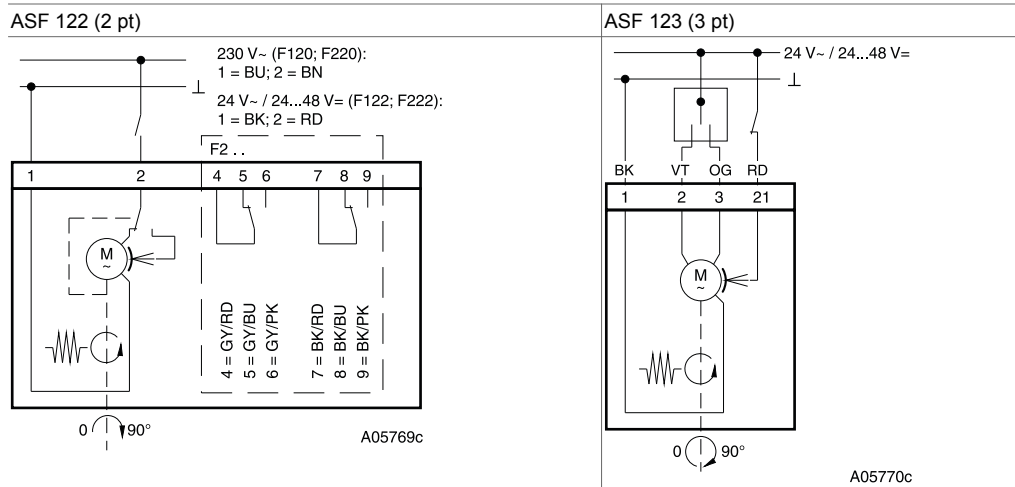 ASF 122 (2 pt)
230 V~ (F120; F220):
1 = BU; 2 = BN
⊥
24 V~ / 24...48 V= (F122; F222):
1 = BK; 2 = RD
F2 . .
1 2 4 5 6 7 8 9
M
~
4 = GY/RD
5 = GY/BU
6 = GY/PK
7 = BK/RD
8 = BK/BU
9 = BK/PK
0 90°
A05769c
ASF 123 (3 pt)
24 V~ / 24...48 V=
⊥
BK VT OG RD
1 2 3 21
M
~
0 90°
A05770c